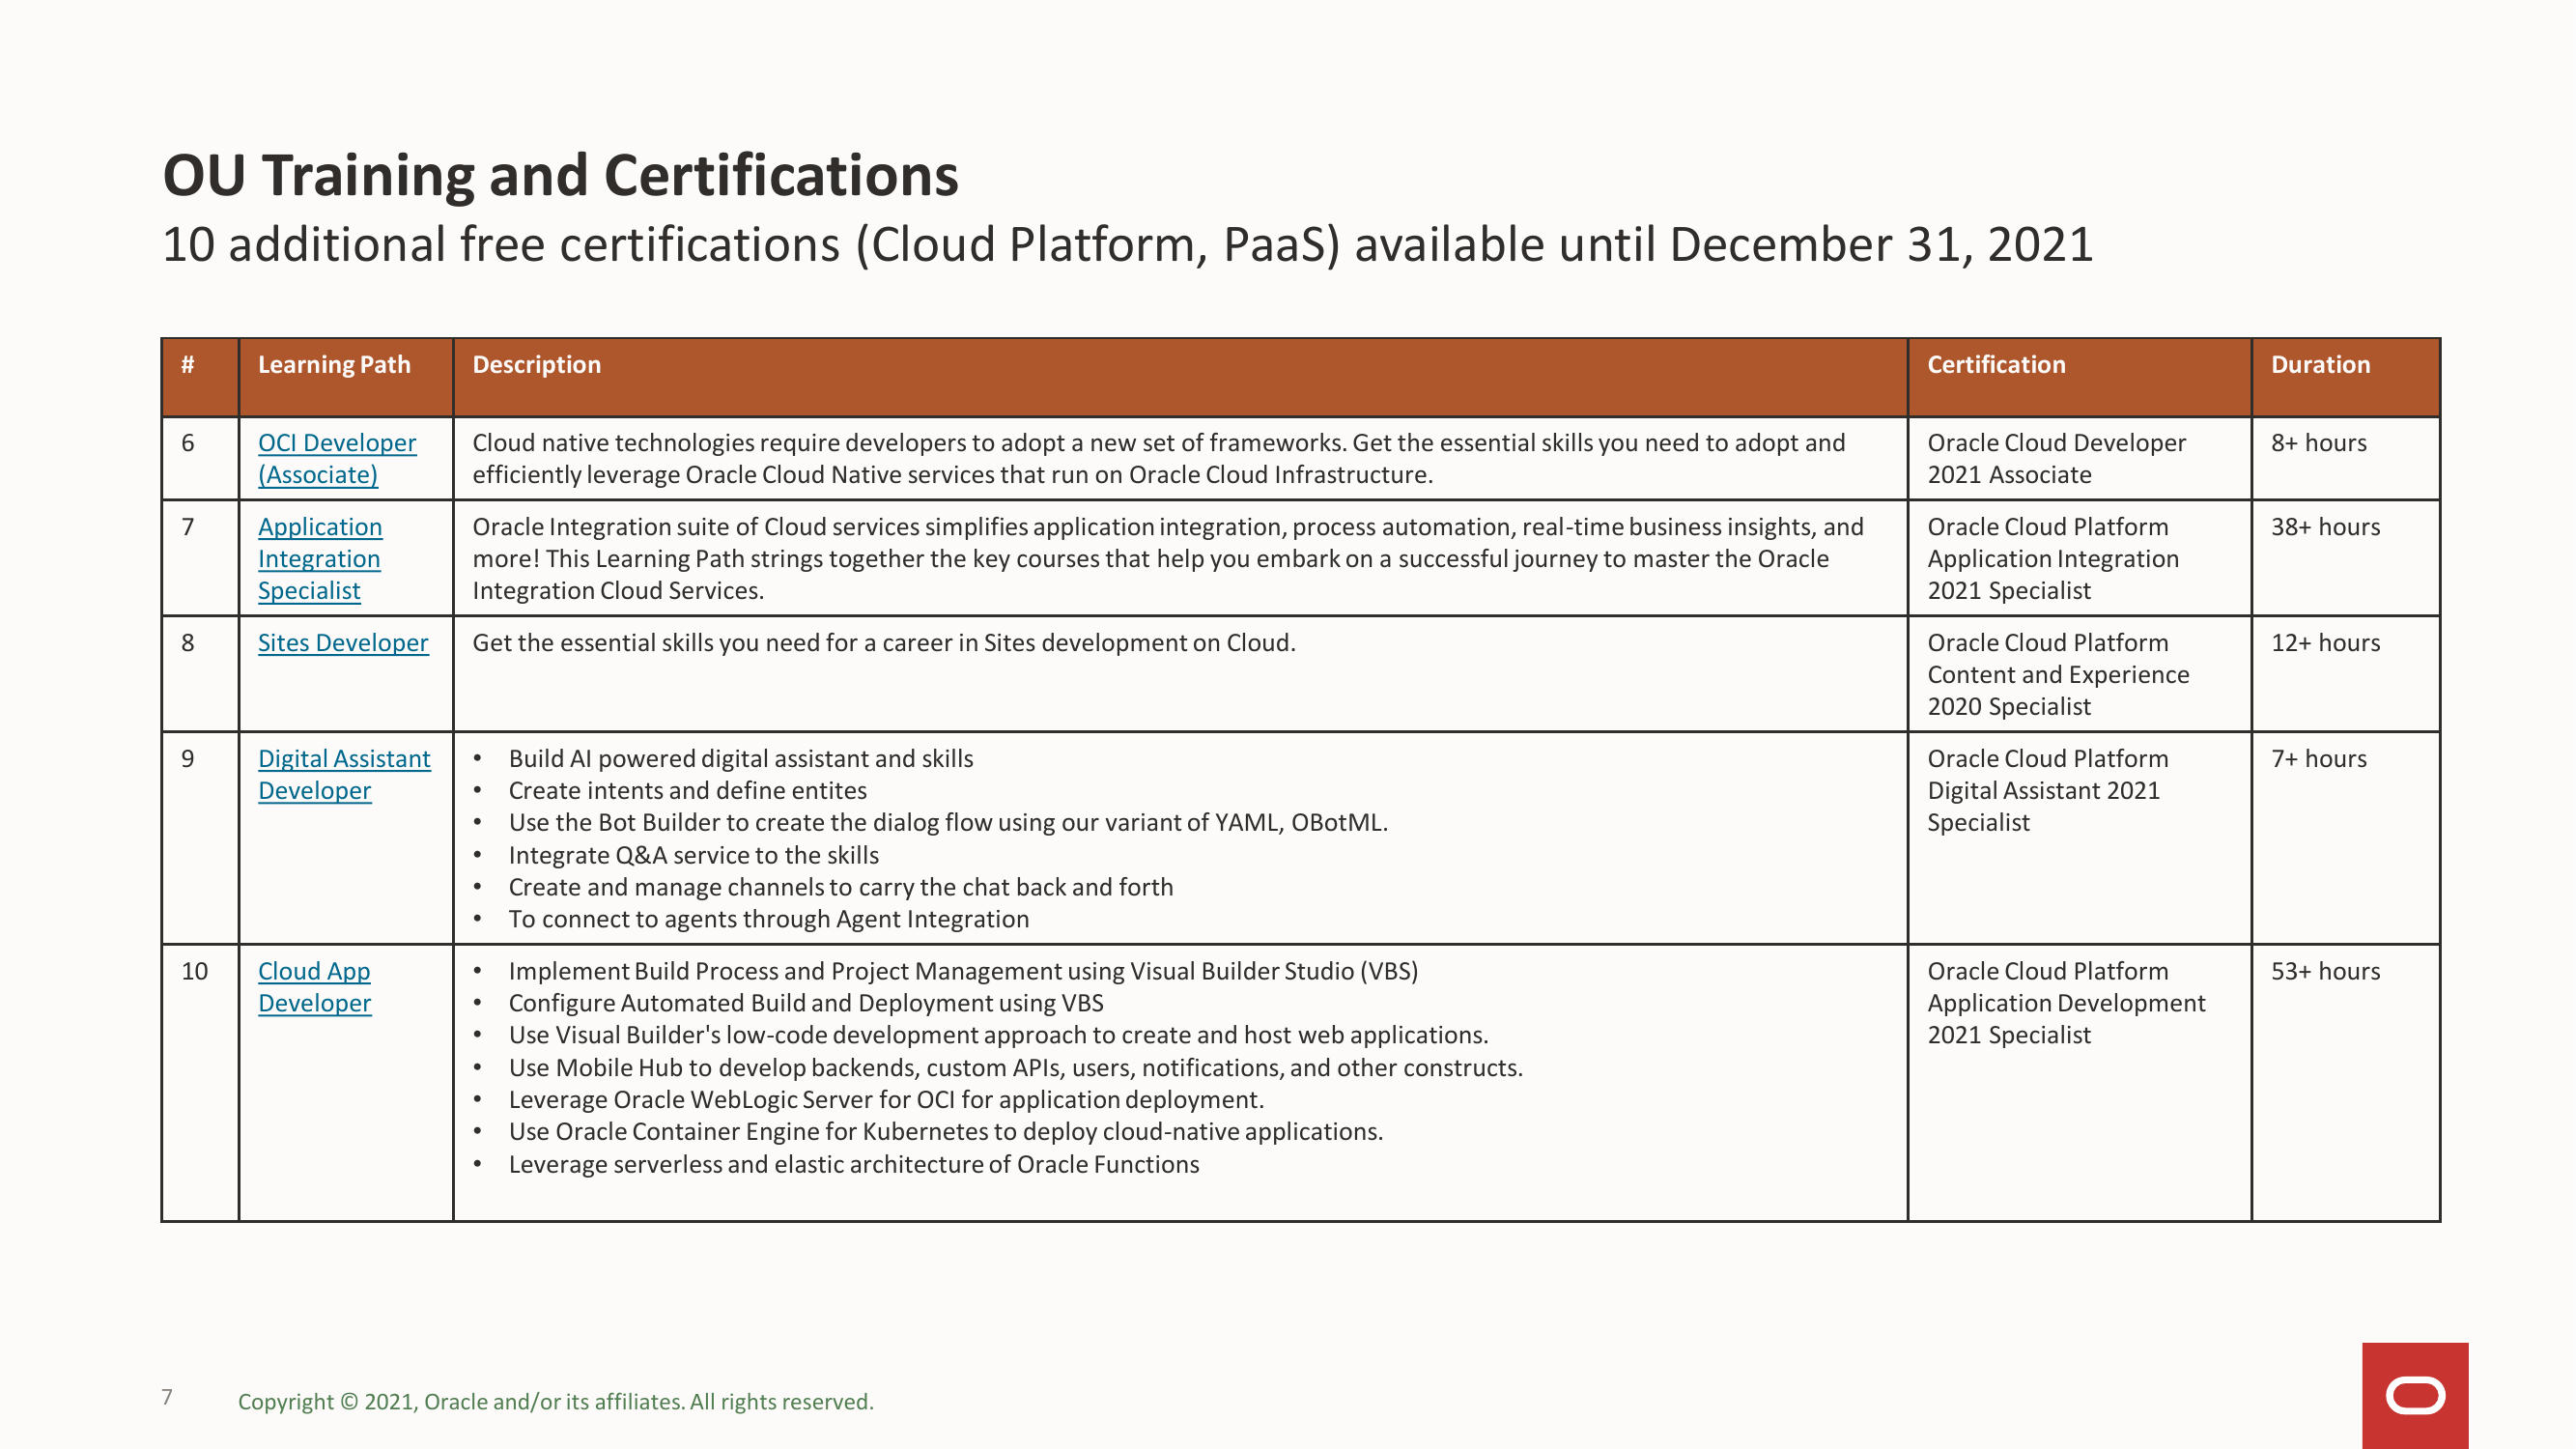 OU Training and Certifications
10 additional free certifications (Cloud Platform, PaaS) available until December 31, 2021
# Learning Path Description Certification Duration
6
OCI Developer
(Associate)
Cloud native technologies require developers to adopt a new set of frameworks. Get the essential skills you need to adopt and
efficiently leverage Oracle Cloud Native services that run on Oracle Cloud Infrastructure.
Oracle Cloud Developer
2021 Associate
8+ hours
7
Application
Integration
Specialist
Oracle Integration suite of Cloud services simplifies application integration, process automation, real-time business insights, and
more! This Learning Path strings together the key courses that help you embark on a successful journey to master the Oracle
Integration Cloud Services.
Oracle Cloud Platform
Application Integration
2021 Specialist
38+ hours
8
Sites Developer
Get the essential skills you need for a career in Sites development on Cloud.
Oracle Cloud Platform
Content and Experience
2020 Specialist
12+ hours
9
Digital Assistant
Developer
• Build AI powered digital assistant and skills
• Create intents and define entites
• Use the Bot Builder to create the dialog flow using our variant of YAML, OBotML.
• Integrate Q&A service to the skills
• Create and manage channels to carry the chat back and forth
• To connect to agents through Agent Integration
Oracle Cloud Platform
Digital Assistant 2021
Specialist
7+ hours
10
Cloud App
Developer
• Implement Build Process and Project Management using Visual Builder Studio (VBS)
• Configure Automated Build and Deployment using VBS
• Use Visual Builder's low-code development approach to create and host web applications.
• Use Mobile Hub to develop backends, custom APIs, users, notifications, and other constructs.
• Leverage Oracle WebLogic Server for OCI for application deployment.
• Use Oracle Container Engine for Kubernetes to deploy cloud-native applications.
• Leverage serverless and elastic architecture of Oracle Functions
Oracle Cloud Platform
Application Development
2021 Specialist
53+ hours
7
Copyright © 2021, Oracle and/or its affiliates. All rights reserved.